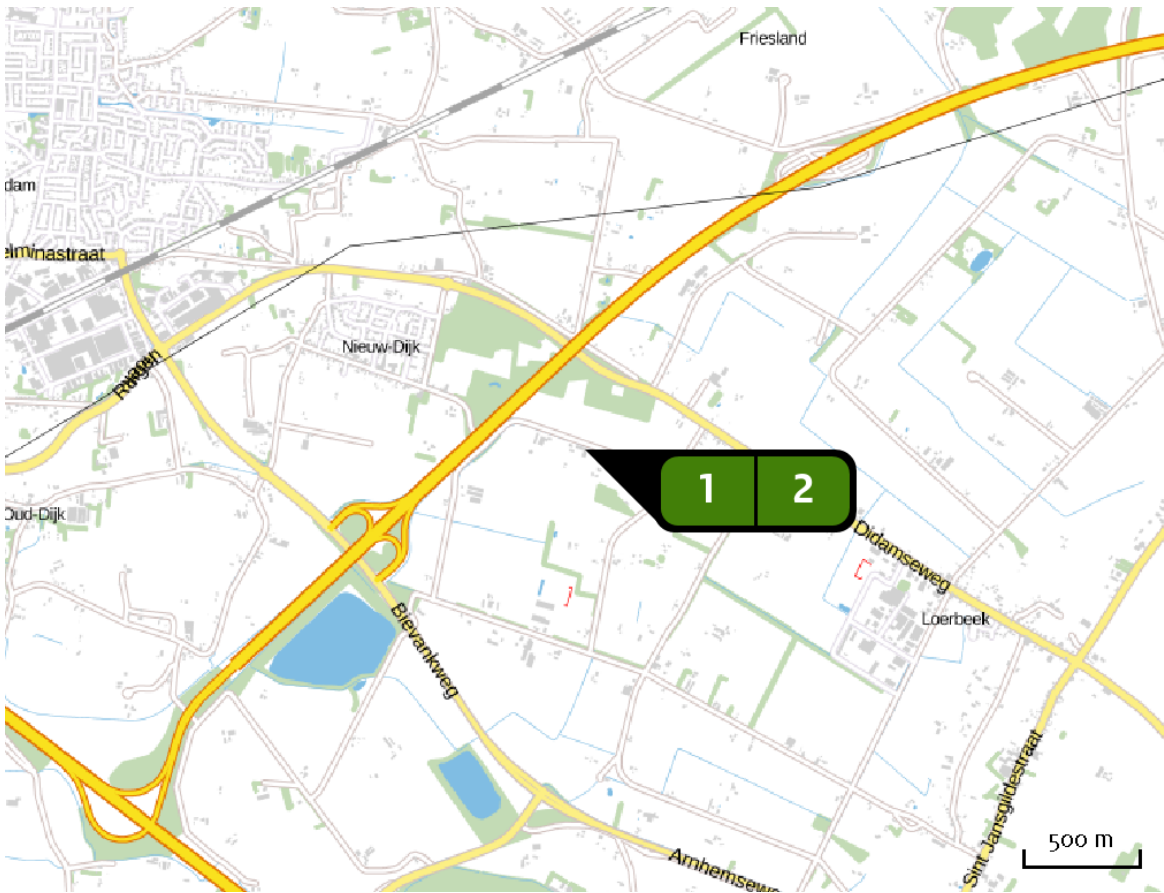 Friesland
dam
elminastraat
Nieuw-Dijk
1 2
Oud-Dijk
Didamseweg
Loerbeek
Bievankweg
Sint Jansgildestraat
500 m
Arnhemseweg